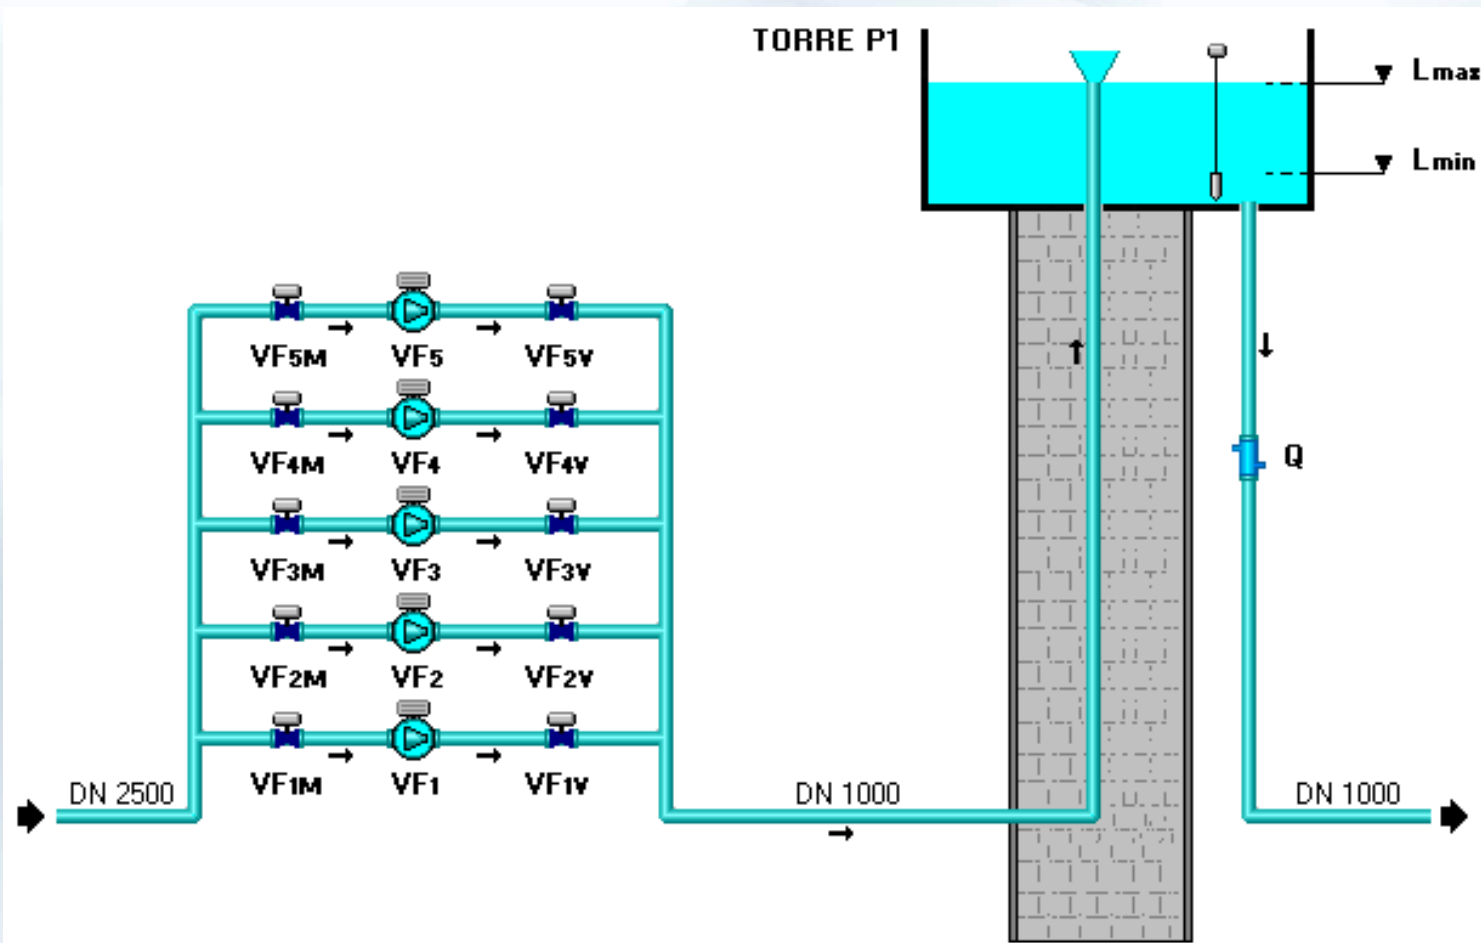 TORRE P1
Lmax
Lmin
VF5M VF5 VF5V
VF4M VF4 VF4V
Q
VF3M VF3 VF3V
VF2M VF2 VF2V
VF1M VF1 VF1V
DN 2500 DN 1000 DN 1000